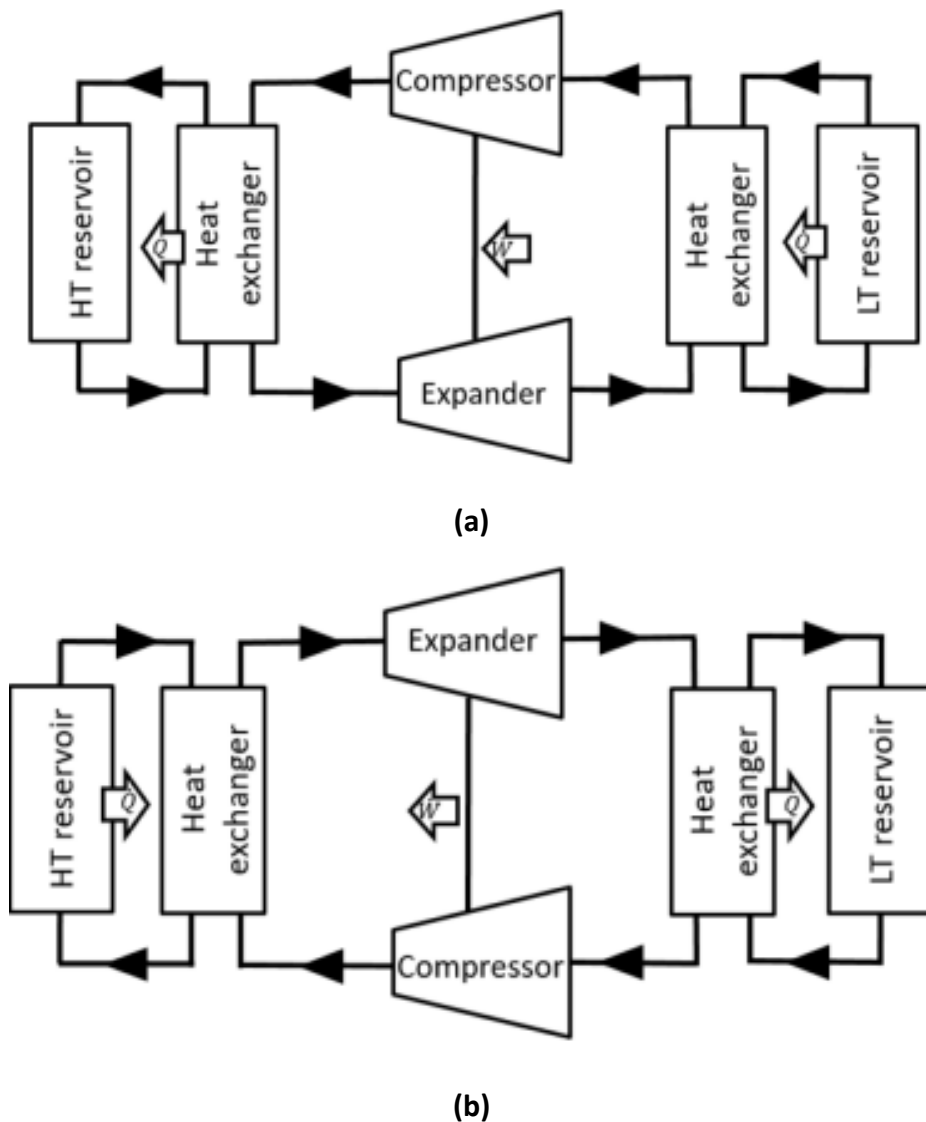 Compressor
HT reservoir
Q
Heat
exchanger
W
Heat
exchanger
Q
LT reservoir
Expander
(a)
Expander
HT reservoir
Q
Heat
exchanger
W
Heat
exchanger
Q
LT reservoir
Compressor
(b)